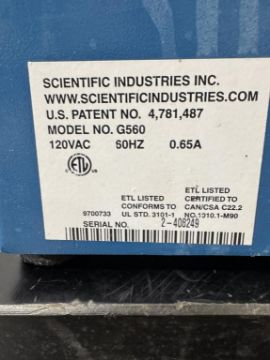 SCIENTIFIC INDUSTRIES INC.
WWW.SCIENTIFICINDUSTRIES.COM
U.S. PATENT NO. 4,781,487
MODEL NO. G560
120VAC 60HZ 0.65A
ETL
ETL LISTED
CONFORMS TO
UL STD. 3101-1
ETL LISTED
CERTIFIED TO
CAN/CSA C22.2
NO.1010.1-M90
9700733
SERIAL NO. 2-406249